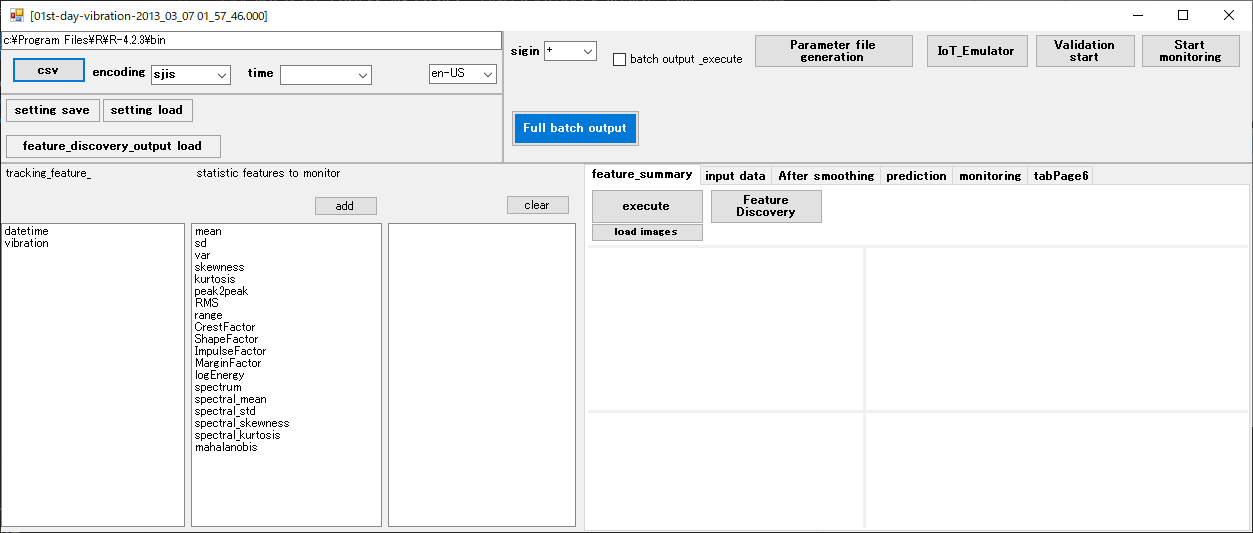 [01st-day-vibration-2013_03_07 01_57_46.000]
c:¥Program Files¥R¥R-4.2.3¥bin
csv
encoding
sjis
time
en-US
sigin
+
batch output _execute
Parameter file
generation
IoT_Emulator
Validation
start
Start
monitoring
setting save
setting load
Full batch output
feature_discovery_output load
tracking_feature_
statistic features to monitor
add
clear
datetime
vibration
mean
sd
var
skewness
kurtosis
peak2peak
RMS
range
CrestFactor
ShapeFactor
ImpulseFactor
MarginFactor
logEnergy
spectrum
spectral_mean
spectral_std
spectral_skewness
spectral_kurtosis
mahalanobis
feature_summary
input data
After smoothing
prediction
monitoring
tabPage6
execute
Feature
Discovery
load images